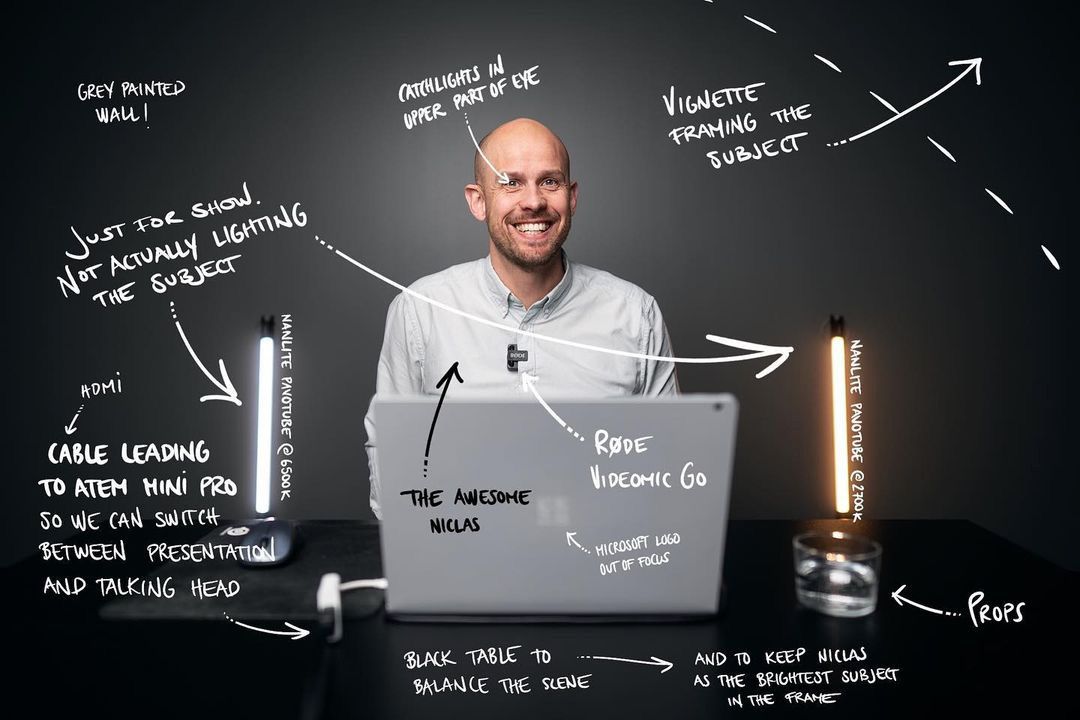 GREY PAINTED
WALL!
CATCHLIGHTS IN
UPPER PART OF EYE
VIGNETTE
FRAMING THE
SUBJECT
JUST FOR SHOW.
NOT ACTUALLY LIGHTING
THE SUBJECT
NANLITE PAVOTUBE @ 6500K
NANLITE PAVOTUBE @ 2700K
RØDE
HDMI
CABLE LEADING
TO ATEM MINI PRO
SO WE CAN SWITCH
BETWEEN PRESENTATION
AND TALKING HEAD
THE AWESOME
NICLAS
RØDE
VIDEOMIC GO
MICROSOFT LOGO
OUT OF FOCUS
PROPS
BLACK TABLE TO
BALANCE THE SCENE
AND TO KEEP NICLAS
AS THE BRIGHTEST SUBJECT
IN THE FRAME